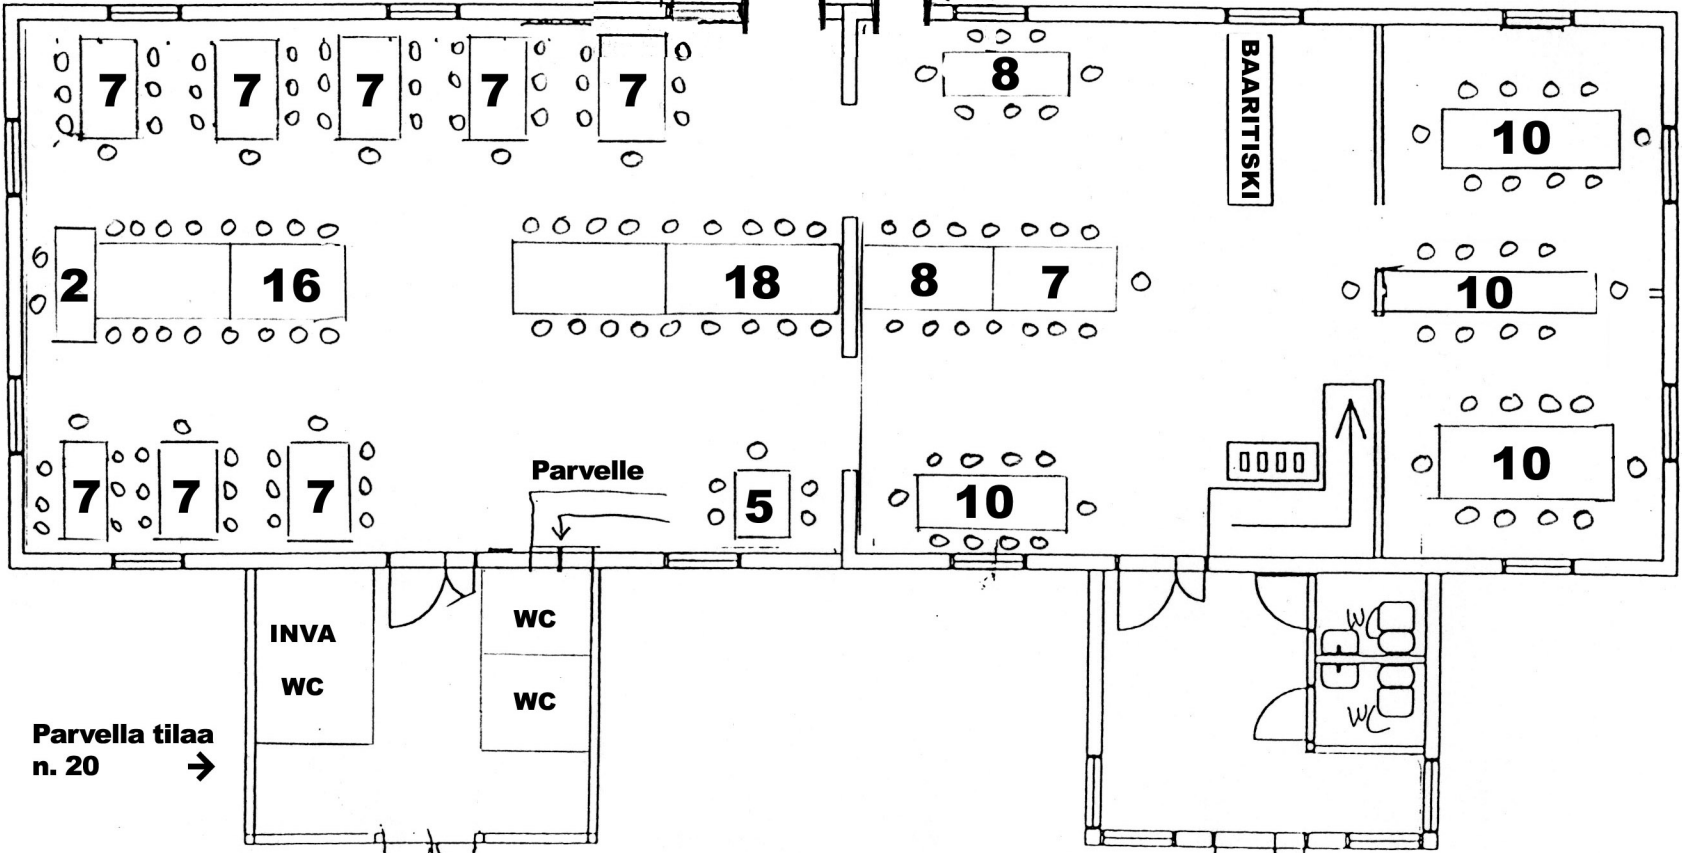 7
7
7
7
7
8
BAARITISKI
10
2
16
18
8
7
10
7
7
7
Parvelle
5
10
10
INVA
WC
WC
WC
WC
WC
Parvella tilaa
n. 20 →